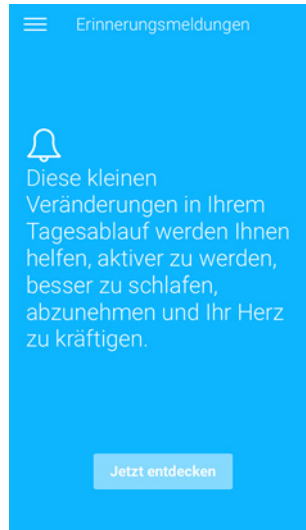 Erinnerungsmeldungen
Diese kleinen
Veränderungen in Ihrem
Tagesablauf werden Ihnen
helfen, aktiver zu werden,
besser zu schlafen,
abzunehmen und Ihr Herz
zu kräftigen.
Jetzt entdecken